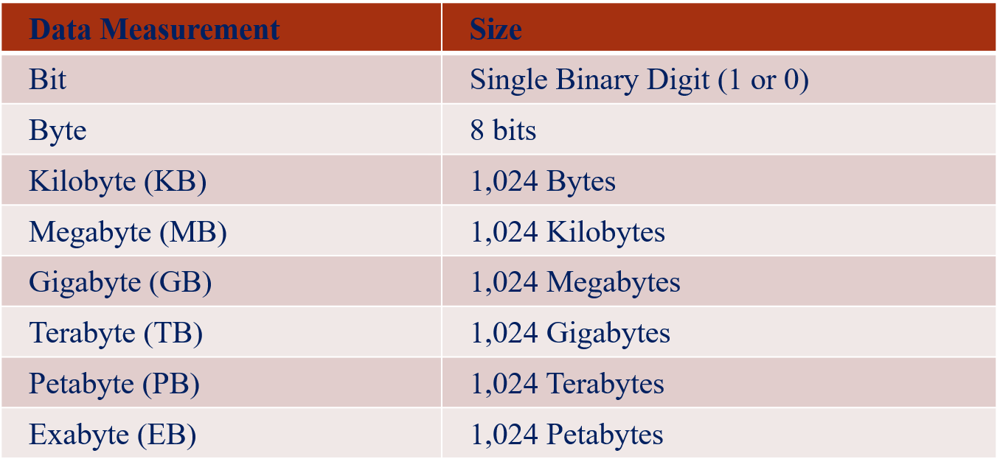 Data Measurement Size
Bit Single Binary Digit (1 or 0)
Byte 8 bits
Kilobyte (KB) 1,024 Bytes
Megabyte (MB) 1,024 Kilobytes
Gigabyte (GB) 1,024 Megabytes
Terabyte (TB) 1,024 Gigabytes
Petabyte (PB) 1,024 Terabytes
Exabyte (EB) 1,024 Petabytes